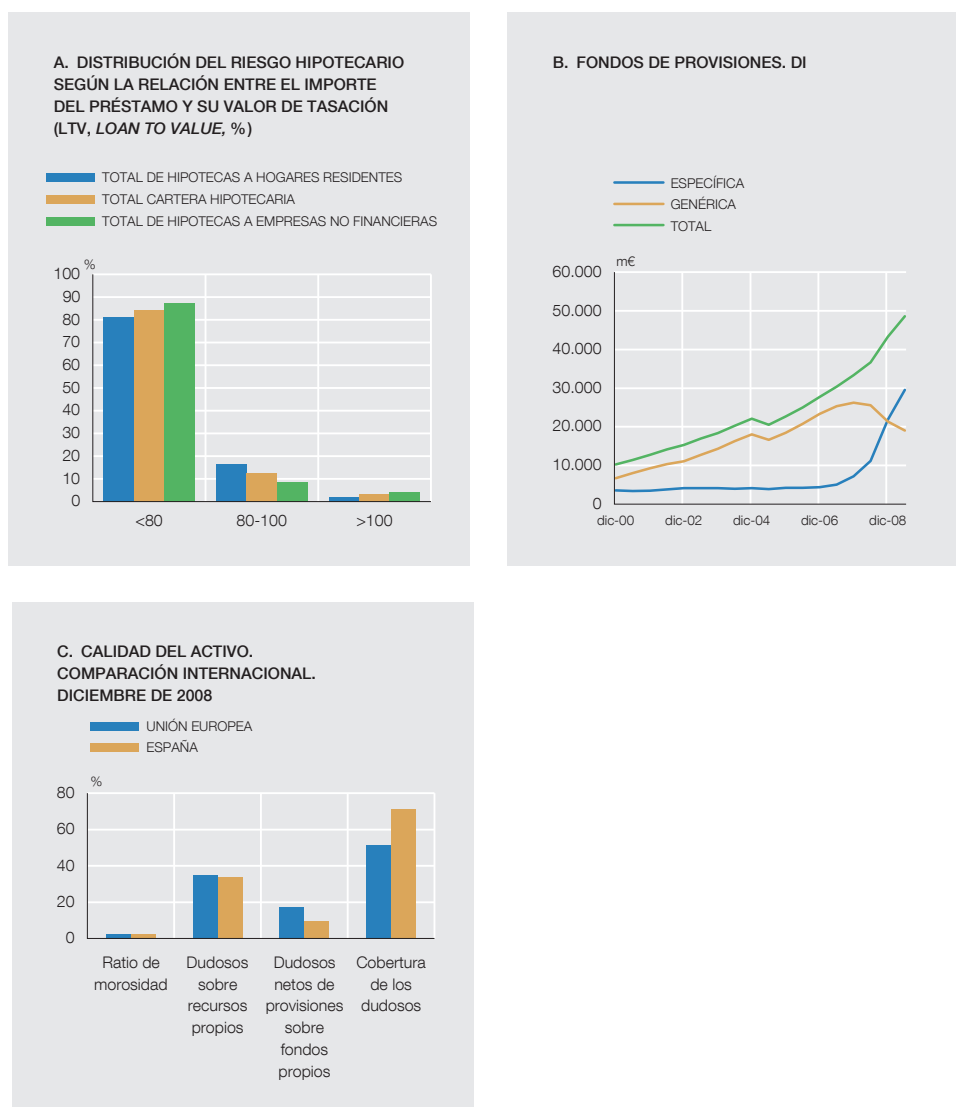 A. DISTRIBUCIÓN DEL RIESGO HIPOTECARIO
SEGÚN LA RELACIÓN ENTRE EL IMPORTE
DEL PRÉSTAMO Y SU VALOR DE TASACIÓN
(LTV, LOAN TO VALUE, %)
TOTAL DE HIPOTECAS A HOGARES RESIDENTES
TOTAL CARTERA HIPOTECARIA
TOTAL DE HIPOTECAS A EMPRESAS NO FINANCIERAS
%
100
90
80
70
60
50
40
30
20
10
0
<80 80-100 >100
B. FONDOS DE PROVISIONES. DI
ESPECÍFICA
GENÉRICA
TOTAL
m€
60.000
50.000
40.000
30.000
20.000
10.000
0
dic-00 dic-02 dic-04 dic-06 dic-08
C. CALIDAD DEL ACTIVO.
COMPARACIÓN INTERNACIONAL.
DICIEMBRE DE 2008
UNIÓN EUROPEA
ESPAÑA
%
80
60
40
20
0
Ratio de
morosidad
Dudosos
sobre
recursos
propios
Dudosos
netos de
provisiones
sobre
fondos
propios
Cobertura
de los
dudosos